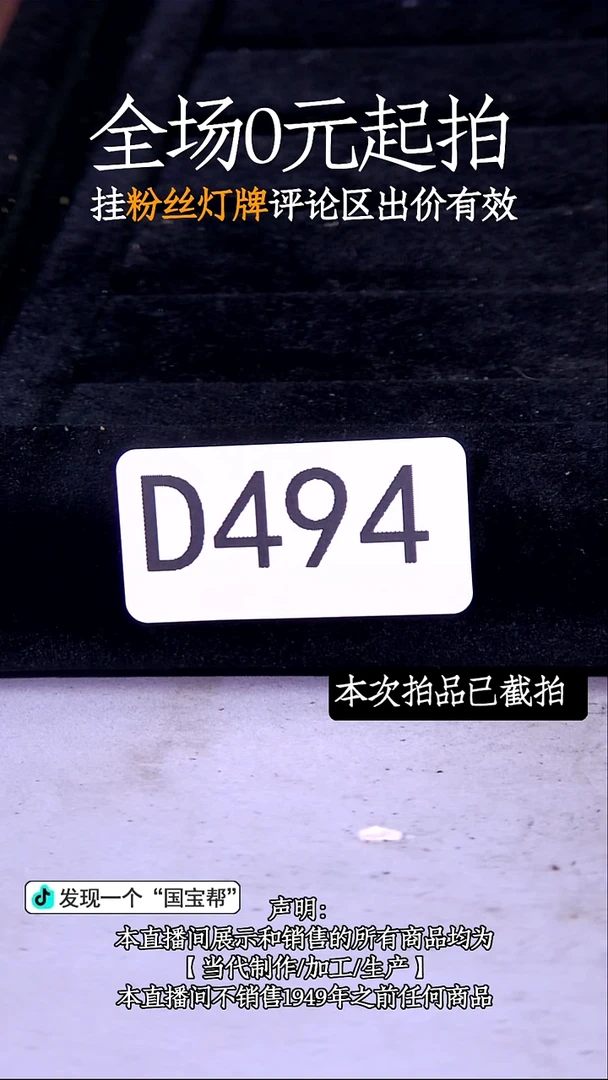 全场0元起拍
挂粉丝灯牌评论区出价有效
D494
本次拍品已截拍
发现一个“国宝帮”
声明：
本直播间展示和销售的所有商品均为
【当代制作/加工/生产】
本直播间不销售1949年之前任何商品